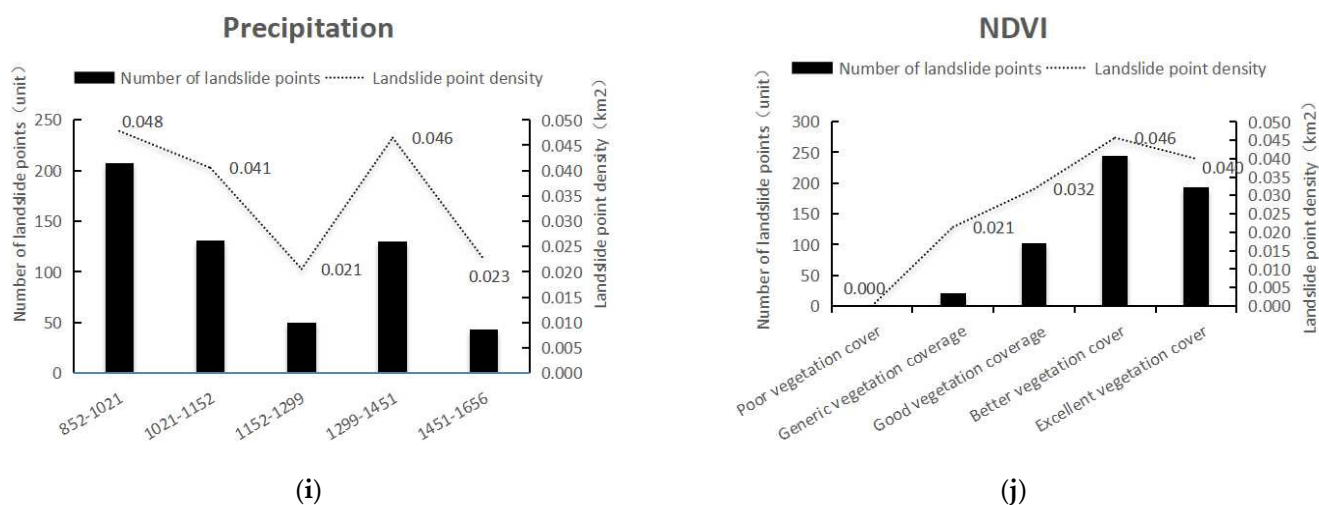 Precipitation
Number of landslide points
Landslide point density
Number of landslide points（unit）
250
200
150
100
50
0
0.048
0.041
0.021
0.046
0.023
0.050
0.045
0.040
0.035
0.030
0.025
0.020
0.015
0.010
0.005
0.000
Landslide point density（km2）
852-1021
1021-1152
1152-1299
1299-1451
1451-1656
(i)
NDVI
Number of landslide points
Landslide point density
Number of landslide points（unit）
300
250
200
150
100
50
0
0.000
0.021
0.032
0.046
0.040
0.050
0.045
0.040
0.035
0.030
0.025
0.020
0.015
0.010
0.005
0.000
Landslide point density（km2）
Poor vegetation cover
Generic vegetation coverage
Good vegetation coverage
Better vegetation cover
Excellent vegetation cover
(j)